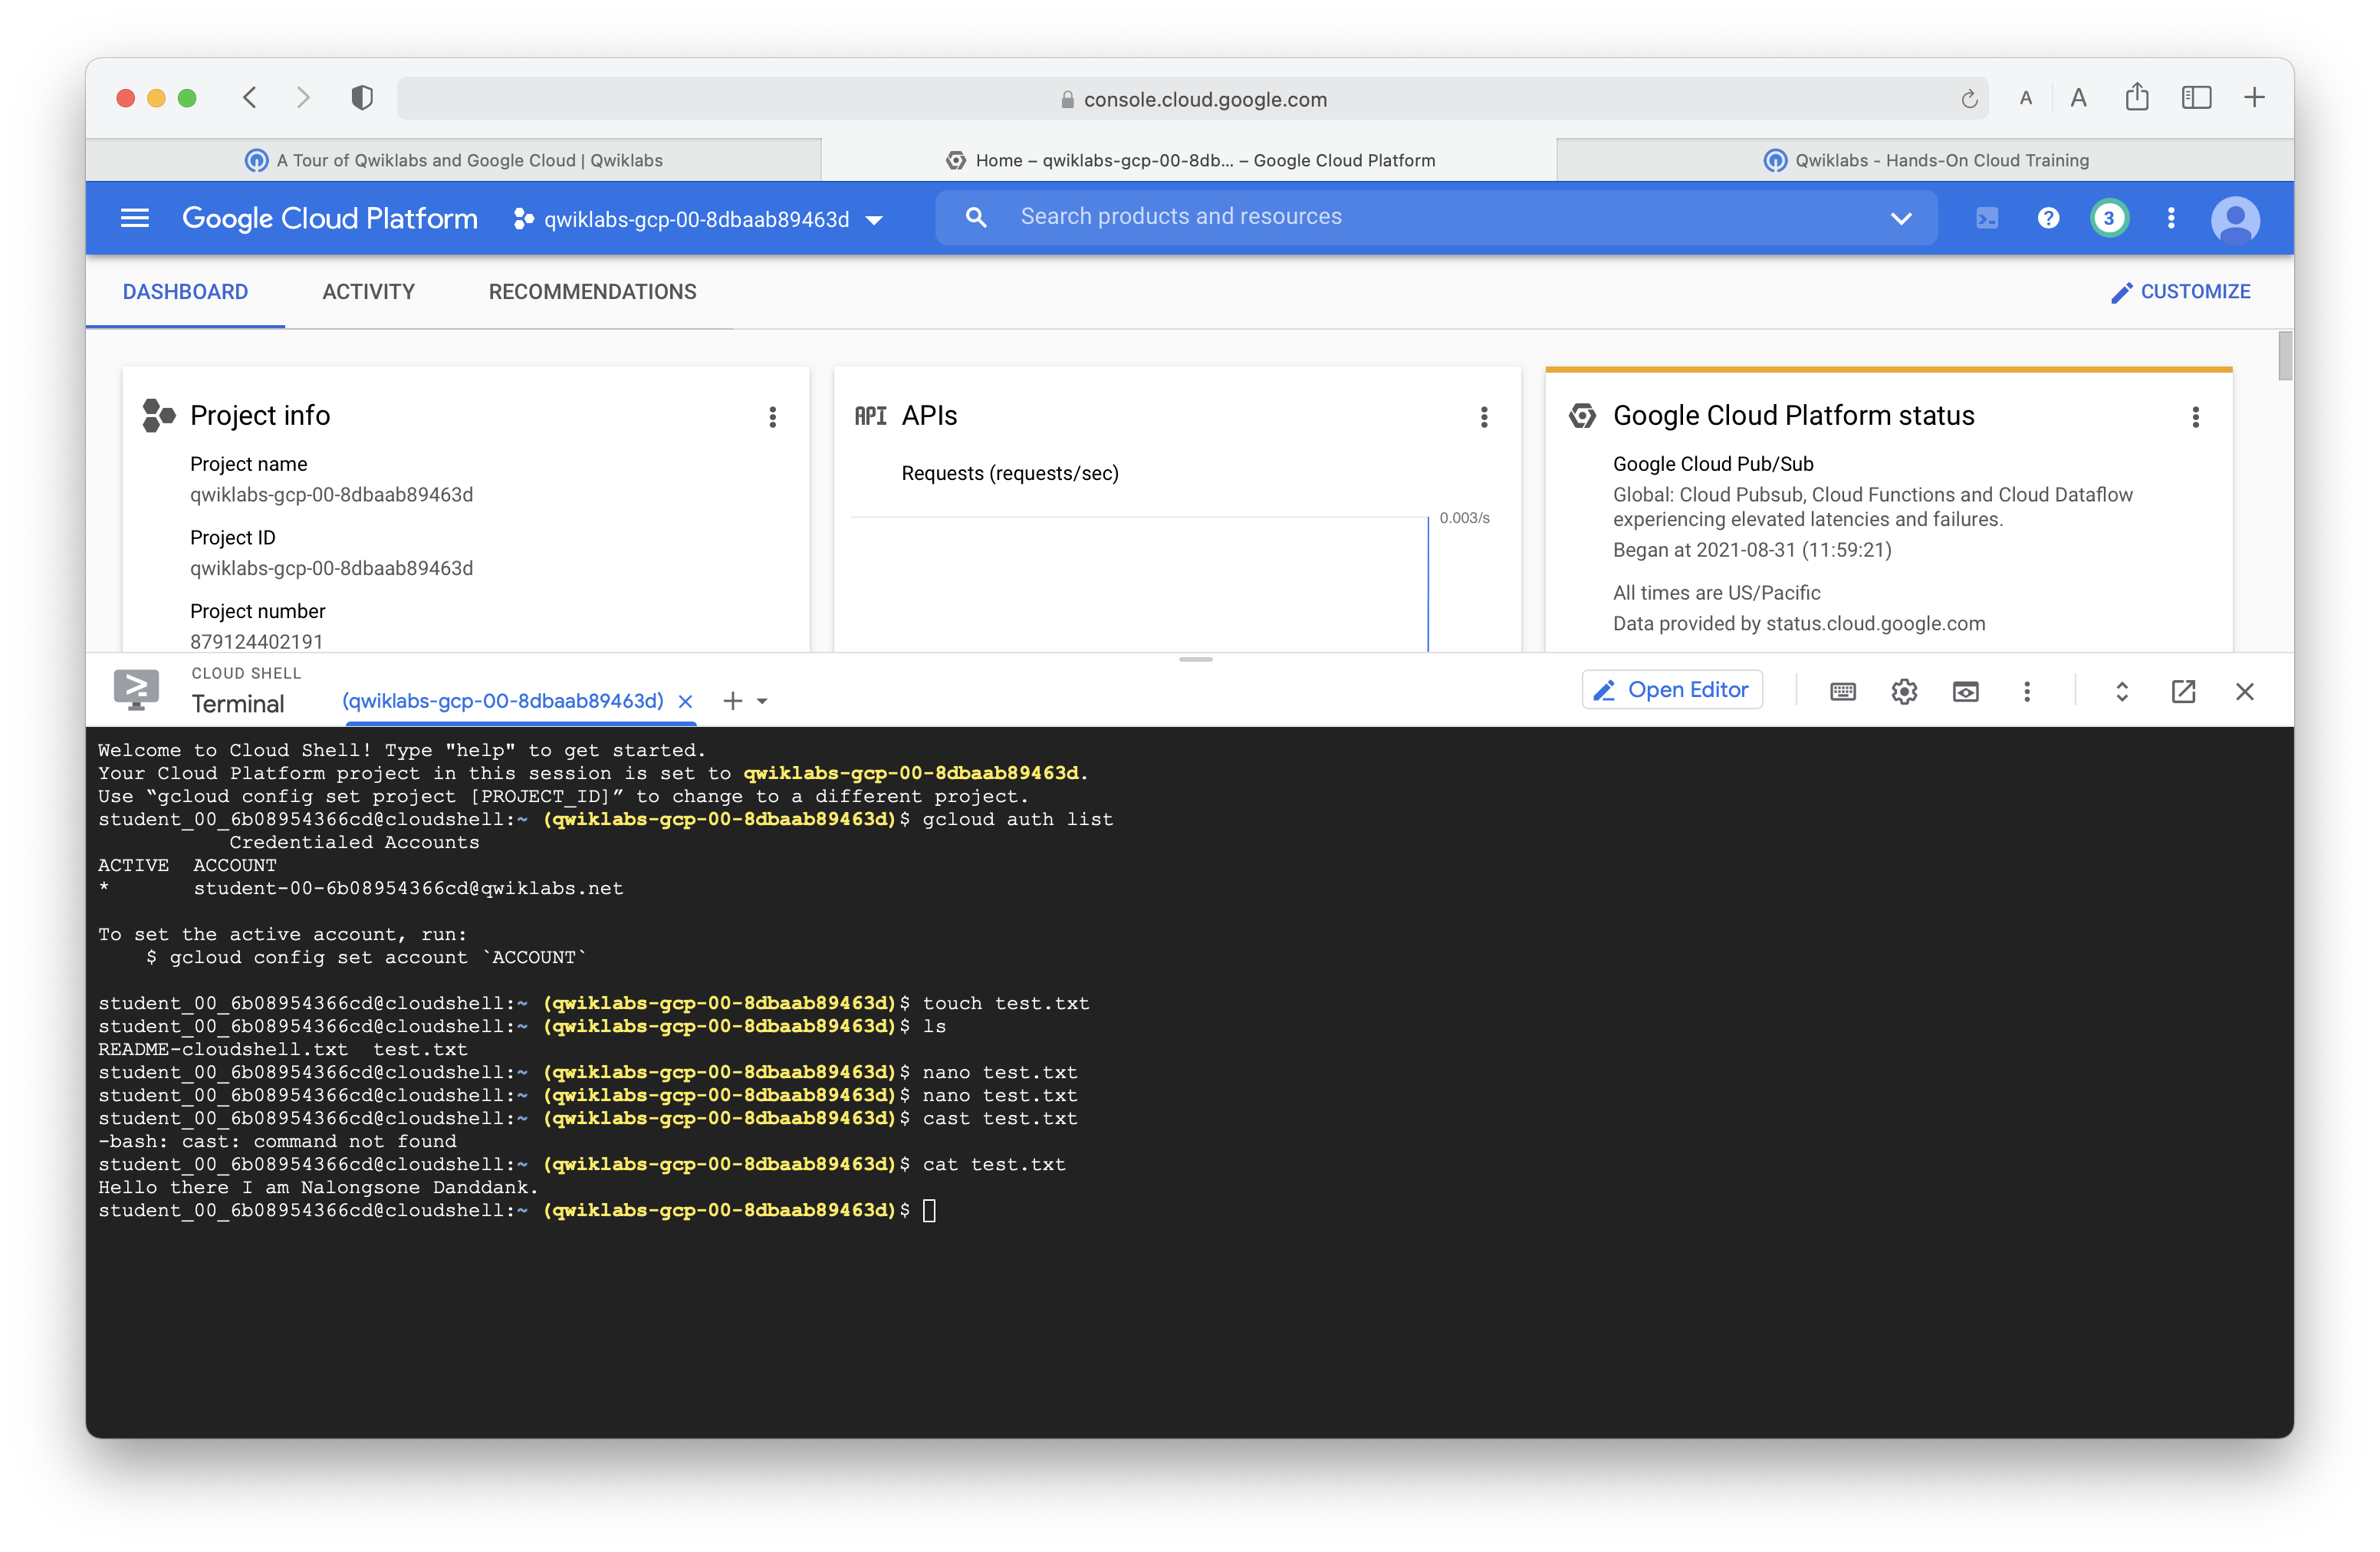 console.cloud.google.com
A A
A Tour of Qwiklabs and Google Cloud | Qwiklabs
Home – qwiklabs-gcp-00-8db... – Google Cloud Platform
Qwiklabs - Hands-On Cloud Training
Google Cloud Platform
qwiklabs-gcp-00-8dbaab89463d
Search products and resources
?
3
DASHBOARD
ACTIVITY
RECOMMENDATIONS
CUSTOMIZE
Project info
Project name
qwiklabs-gcp-00-8dbaab89463d
Project ID
qwiklabs-gcp-00-8dbaab89463d
Project number
879124402191
API APIs
Requests (requests/sec)
0.003/s
Google Cloud Platform status
Google Cloud Pub/Sub
Global: Cloud Pubsub, Cloud Functions and Cloud Dataflow
experiencing elevated latencies and failures.
Began at 2021-08-31 (11:59:21)
All times are US/Pacific
Data provided by status.cloud.google.com
CLOUD SHELL
Terminal
(qwiklabs-gcp-00-8dbaab89463d)
Open Editor
Welcome to Cloud Shell! Type "help" to get started.
Your Cloud Platform project in this session is set to qwiklabs-gcp-00-8dbaab89463d.
Use “gcloud config set project [PROJECT_ID]” to change to a different project.
student_00_6b08954366cd@cloudshell:~ (qwiklabs-gcp-00-8dbaab89463d)$ gcloud auth list
           Credentialed Accounts
ACTIVE  ACCOUNT
*       student-00-6b08954366cd@qwiklabs.net
To set the active account, run:
    $ gcloud config set account `ACCOUNT`
student_00_6b08954366cd@cloudshell:~ (qwiklabs-gcp-00-8dbaab89463d)$ touch test.txt
student_00_6b08954366cd@cloudshell:~ (qwiklabs-gcp-00-8dbaab89463d)$ ls
README-cloudshell.txt  test.txt
student_00_6b08954366cd@cloudshell:~ (qwiklabs-gcp-00-8dbaab89463d)$ nano test.txt
student_00_6b08954366cd@cloudshell:~ (qwiklabs-gcp-00-8dbaab89463d)$ nano test.txt
student_00_6b08954366cd@cloudshell:~ (qwiklabs-gcp-00-8dbaab89463d)$ cast test.txt
-bash: cast: command not found
student_00_6b08954366cd@cloudshell:~ (qwiklabs-gcp-00-8dbaab89463d)$ cat test.txt
Hello there I am Nalongsone Danddank.
student_00_6b08954366cd@cloudshell:~ (qwiklabs-gcp-00-8dbaab89463d)$